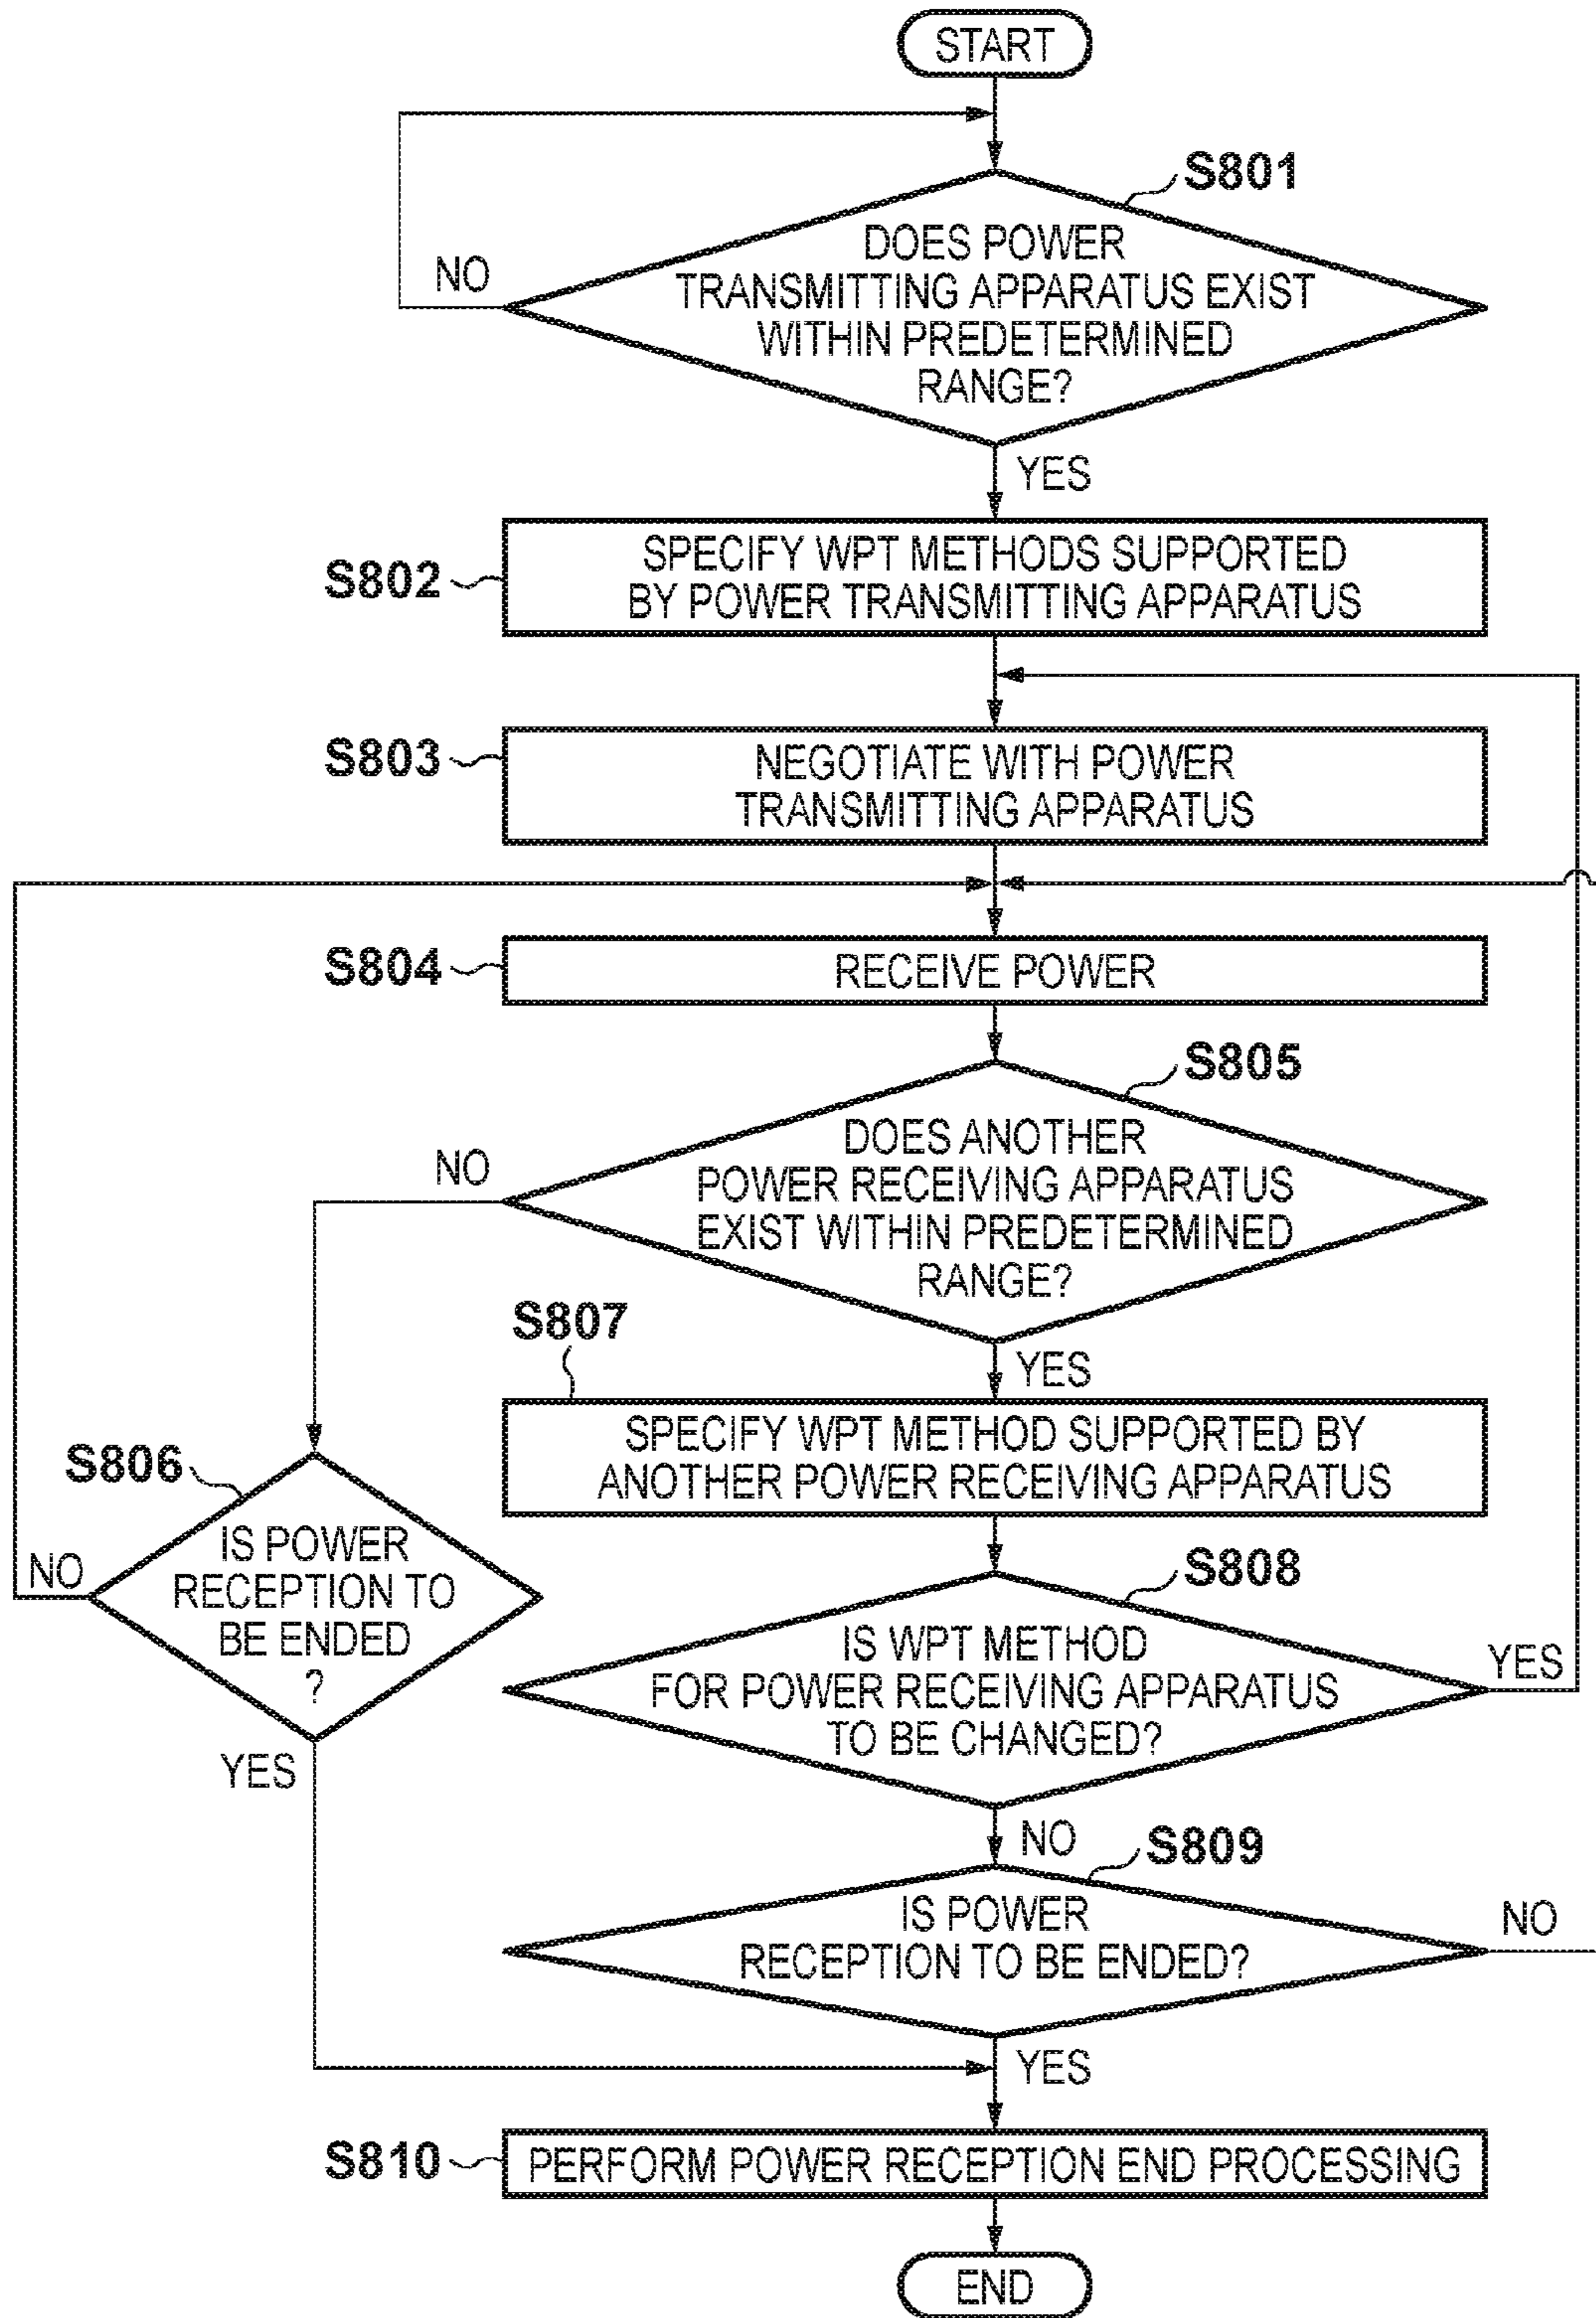 START
S801
DOES POWER
TRANSMITTING APPARATUS EXIST
WITHIN PREDETERMINED
RANGE?
NO
YES
S802
SPECIFY WPT METHODS SUPPORTED
BY POWER TRANSMITTING APPARATUS
S803
NEGOTIATE WITH POWER
TRANSMITTING APPARATUS
S804
RECEIVE POWER
S805
DOES ANOTHER
POWER RECEIVING APPARATUS
EXIST WITHIN PREDETERMINED
RANGE?
NO
YES
S807
SPECIFY WPT METHOD SUPPORTED BY
ANOTHER POWER RECEIVING APPARATUS
S806
IS POWER
RECEPTION TO
BE ENDED
?
NO
YES
S808
IS WPT METHOD
FOR POWER RECEIVING APPARATUS
TO BE CHANGED?
YES
NO
S809
IS POWER
RECEPTION TO BE ENDED?
NO
YES
S810
PERFORM POWER RECEPTION END PROCESSING
END